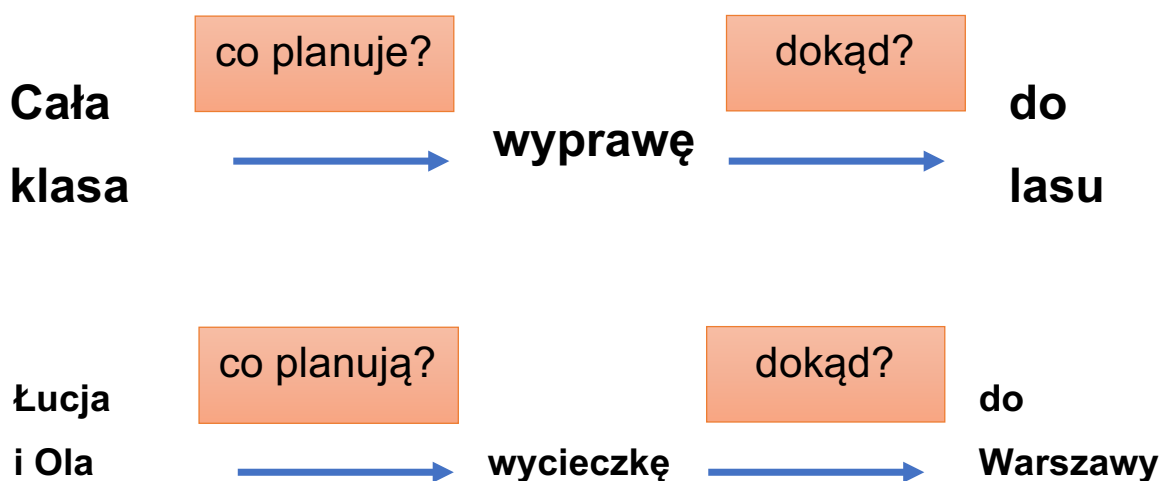 co planuje?
dokąd?
Cała
do
wyprawę
klasa
lasu
co planują?
dokąd?
Łucja
do
i Ola
wycieczkę
Warszawy